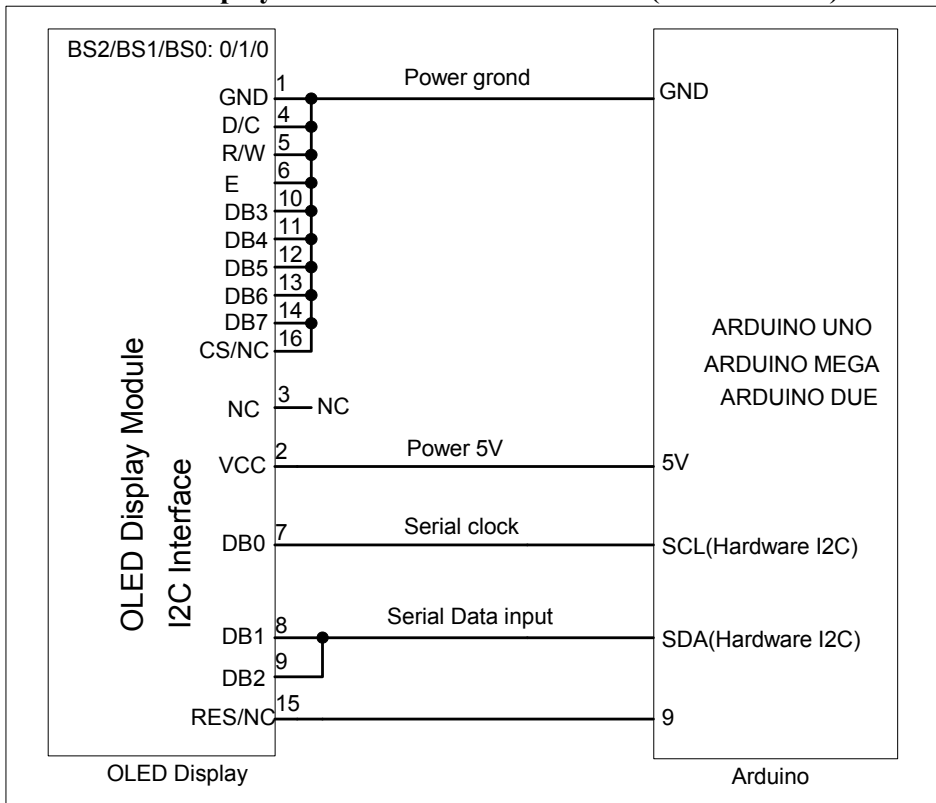 BS2/BS1/BS0: 0/1/0
GND 1 Power grond GND
D/C 4
R/W 5
E 6
DB3 10
DB4 11
DB5 12
DB6 13
DB7 14
CS/NC 16
ARDUINO UNO
ARDUINO MEGA
ARDUINO DUE
NC 3 NC
VCC 2 Power 5V 5V
DB0 7 Serial clock SCL(Hardware I2C)
DB1 8 Serial Data input SDA(Hardware I2C)
DB2 9
RES/NC 15 9
OLED Display Module
I2C Interface
OLED Display
Arduino